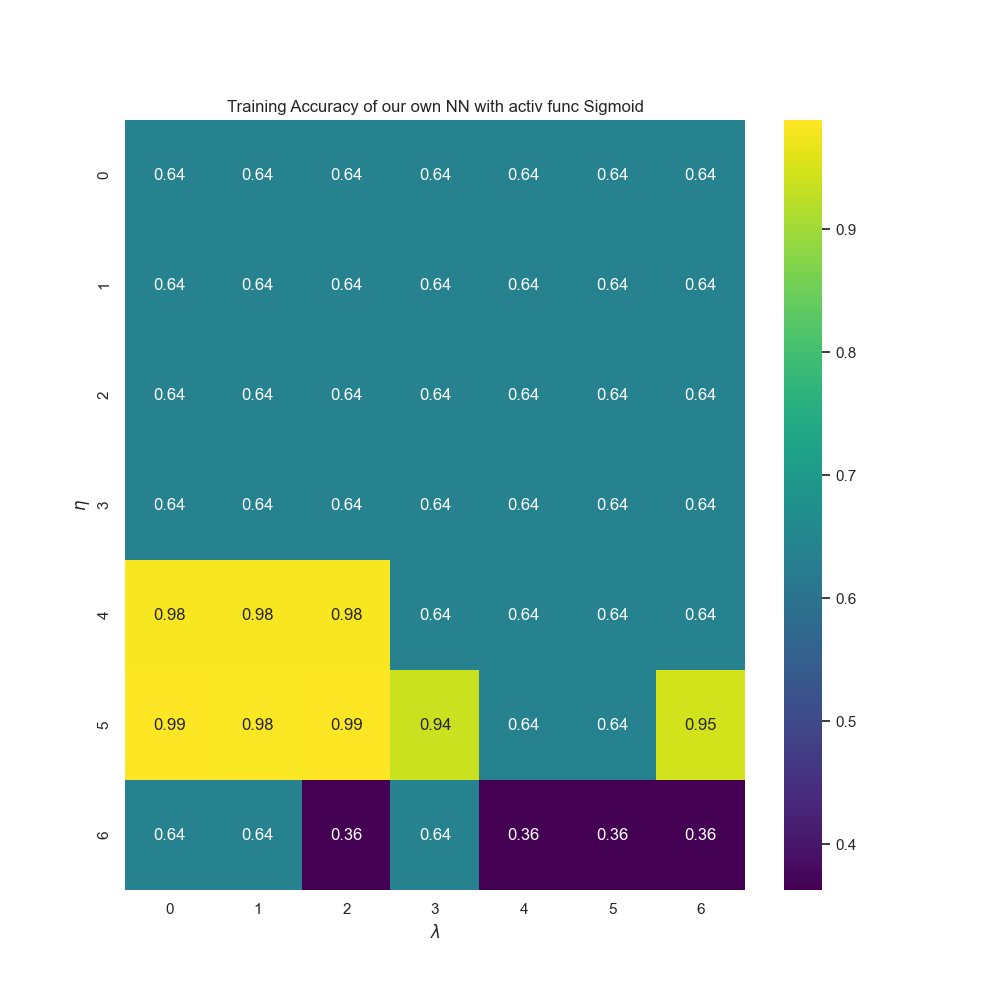 Training Accuracy of our own NN with activ func Sigmoid
0 0.64 0.64 0.64 0.64 0.64 0.64 0.64
1 0.64 0.64 0.64 0.64 0.64 0.64 0.64
2 0.64 0.64 0.64 0.64 0.64 0.64 0.64
η
3 0.64 0.64 0.64 0.64 0.64 0.64 0.64
4 0.98 0.98 0.98 0.64 0.64 0.64 0.64
5 0.99 0.98 0.99 0.94 0.64 0.64 0.95
6 0.64 0.64 0.36 0.64 0.36 0.36 0.36
0 1 2 3 4 5 6
λ
0.9
0.8
0.7
0.6
0.5
0.4